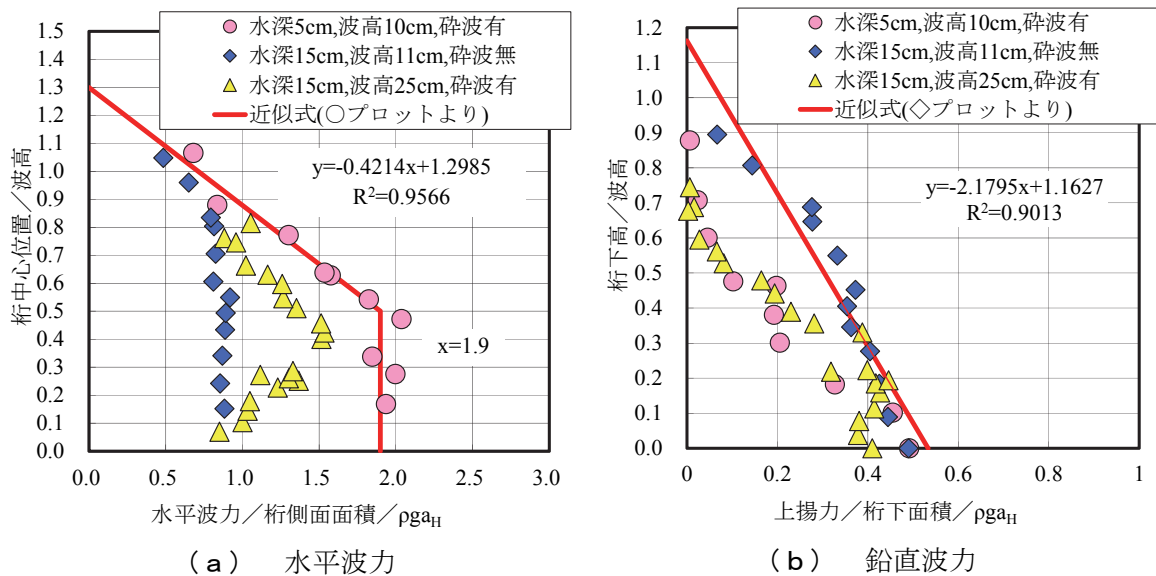 水深5cm,波高10cm,砕波有
水深15cm,波高11cm,砕波無
水深15cm,波高25cm,砕波有
近似式(○プロットより)
y=-0.4214x+1.2985
R²=0.9566
x=1.9
1.5
1.4
1.3
1.2
1.1
1.0
0.9
0.8
0.7
0.6
0.5
0.4
0.3
0.2
0.1
0.0
桁中心位置/波高
0.0 0.5 1.0 1.5 2.0 2.5 3.0
水平波力/桁側面面積/ρgaH
(a) 水平波力
水深5cm,波高10cm,砕波有
水深15cm,波高11cm,砕波無
水深15cm,波高25cm,砕波有
近似式(◇プロットより)
y=-2.1795x+1.1627
R²=0.9013
1.2
1.1
1.0
0.9
0.8
0.7
0.6
0.5
0.4
0.3
0.2
0.1
0.0
桁下高/波高
0 0.2 0.4 0.6 0.8 1
上揚力/桁下面積/ρgaH
(b) 鉛直波力